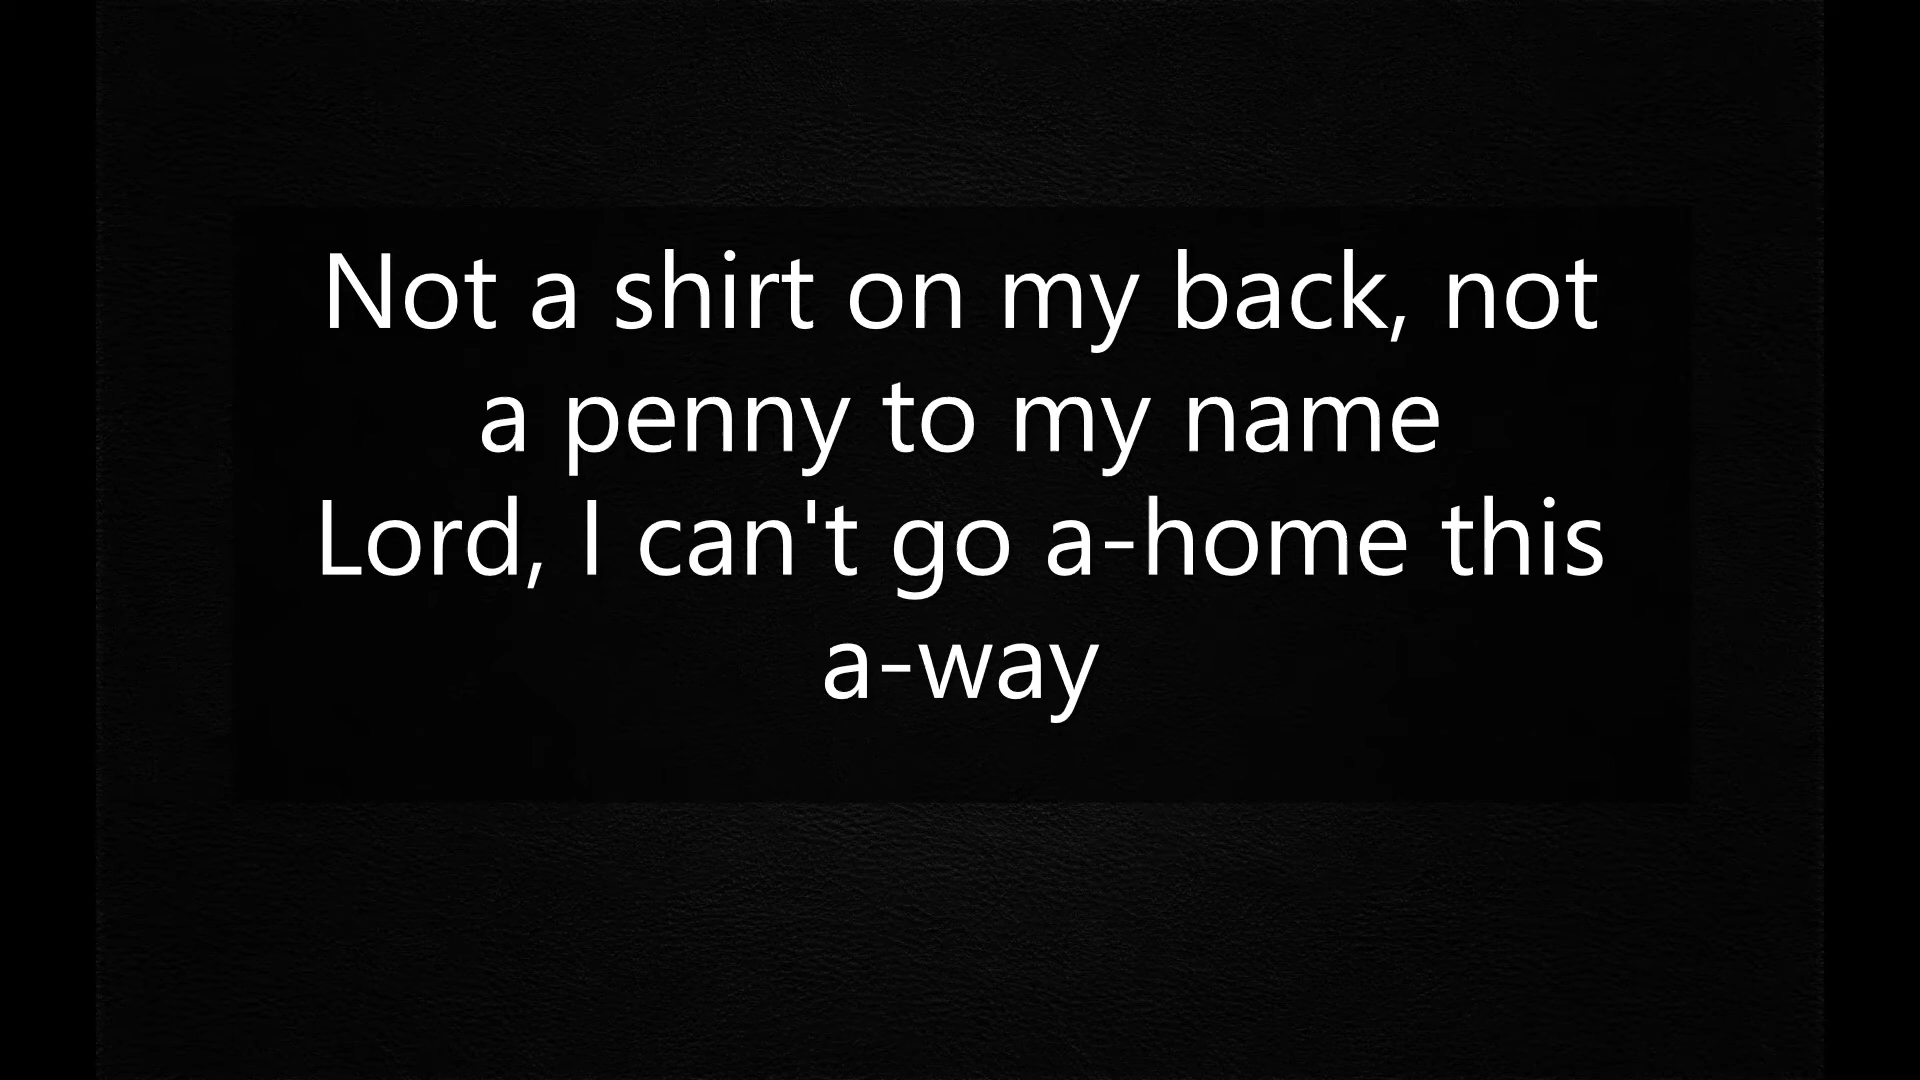 Not a shirt on my back, not
a penny to my name
Lord, I can't go a-home this
a-way